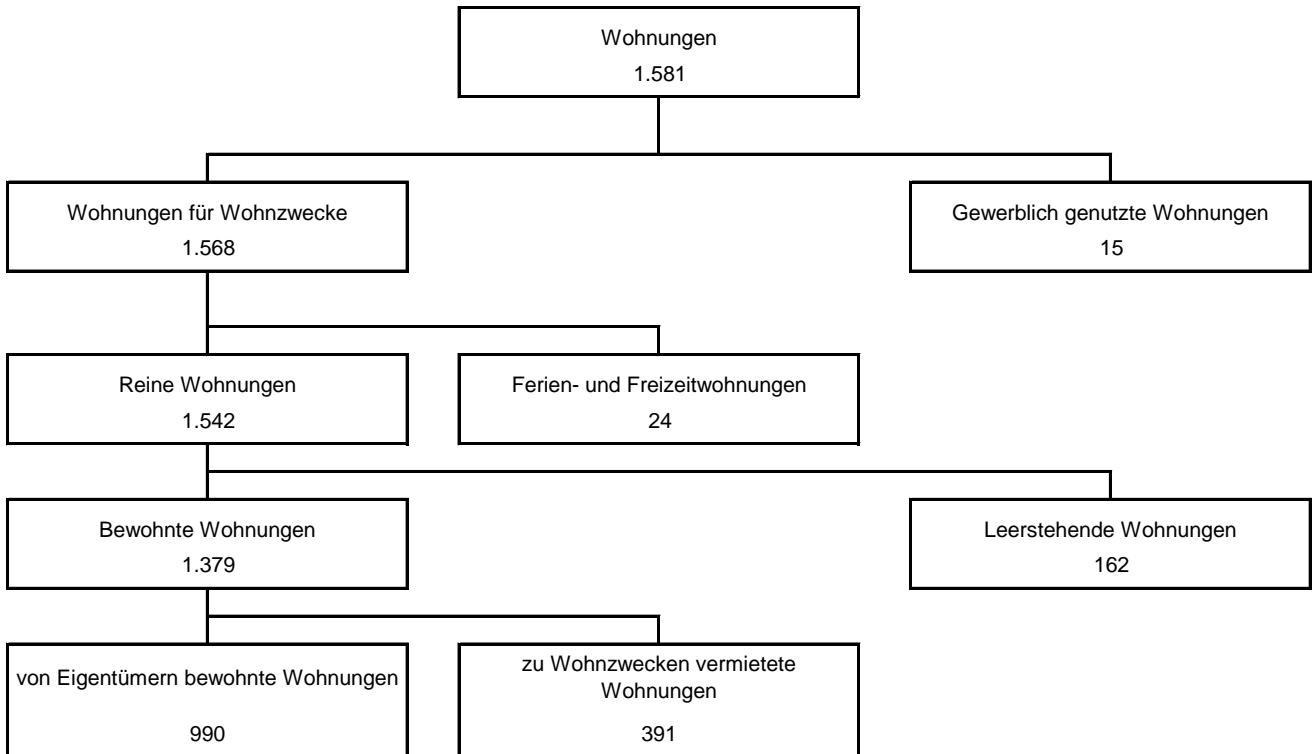 Wohnungen
1.581
Wohnungen für Wohnzwecke
1.568
Gewerblich genutzte Wohnungen
15
Reine Wohnungen
1.542
Ferien- und Freizeitwohnungen
24
Bewohnte Wohnungen
1.379
Leerstehende Wohnungen
162
von Eigentümern bewohnte Wohnungen
990
zu Wohnzwecken vermietete
Wohnungen
391